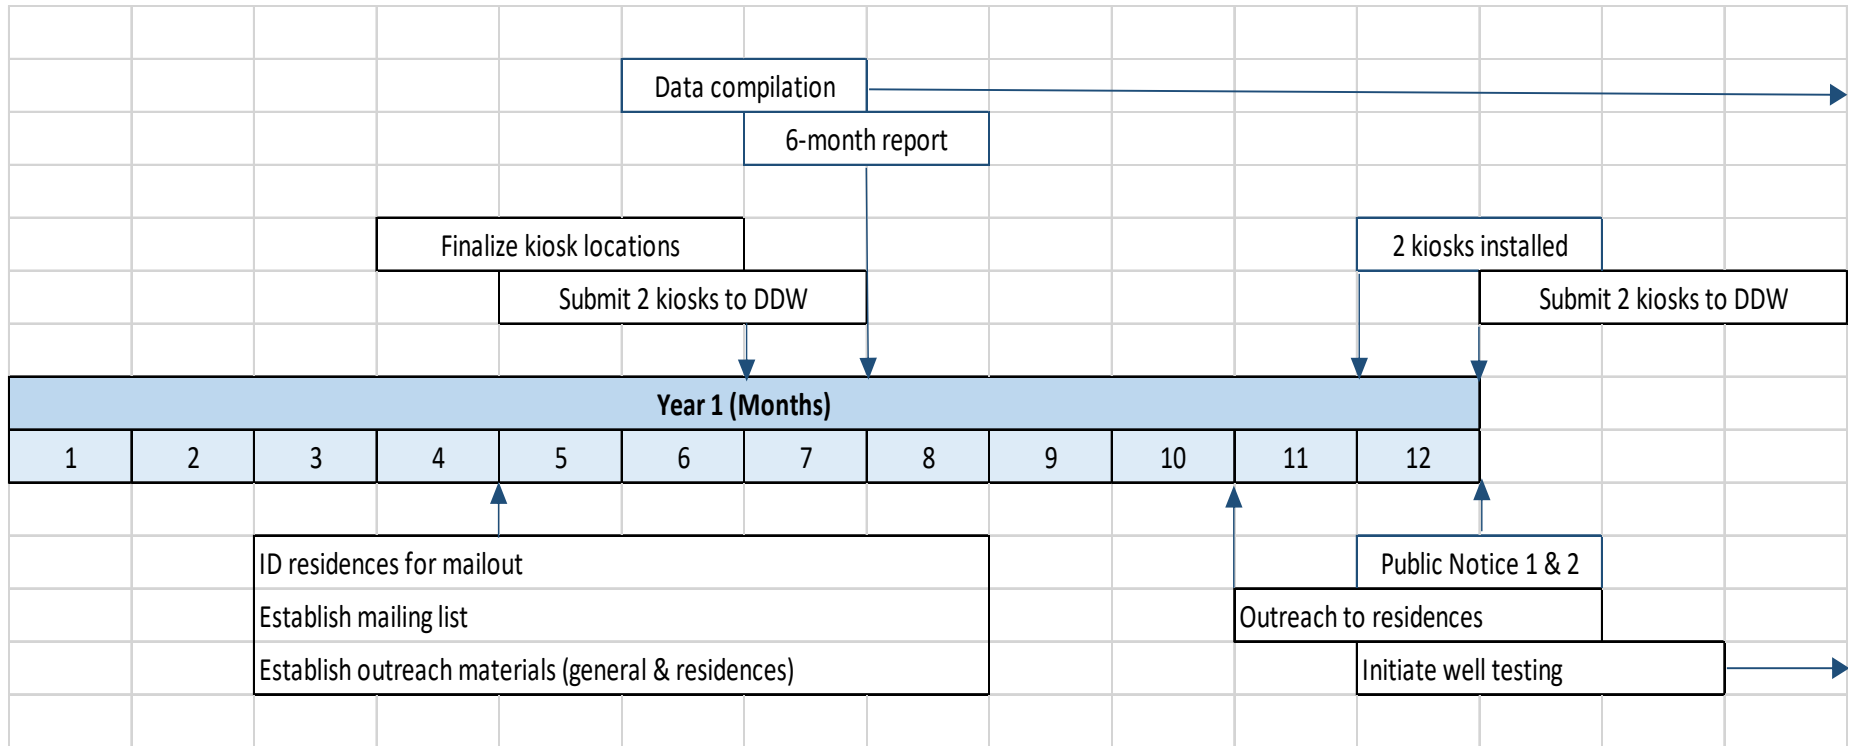 Data compilation
6-month report
Finalize kiosk locations
2 kiosks installed
Submit 2 kiosks to DDW
Submit 2 kiosks to DDW
Year 1 (Months)
1 2 3 4 5 6 7 8 9 10 11 12
ID residences for mailout
Public Notice 1 & 2
Establish mailing list
Outreach to residences
Establish outreach materials (general & residences)
Initiate well testing